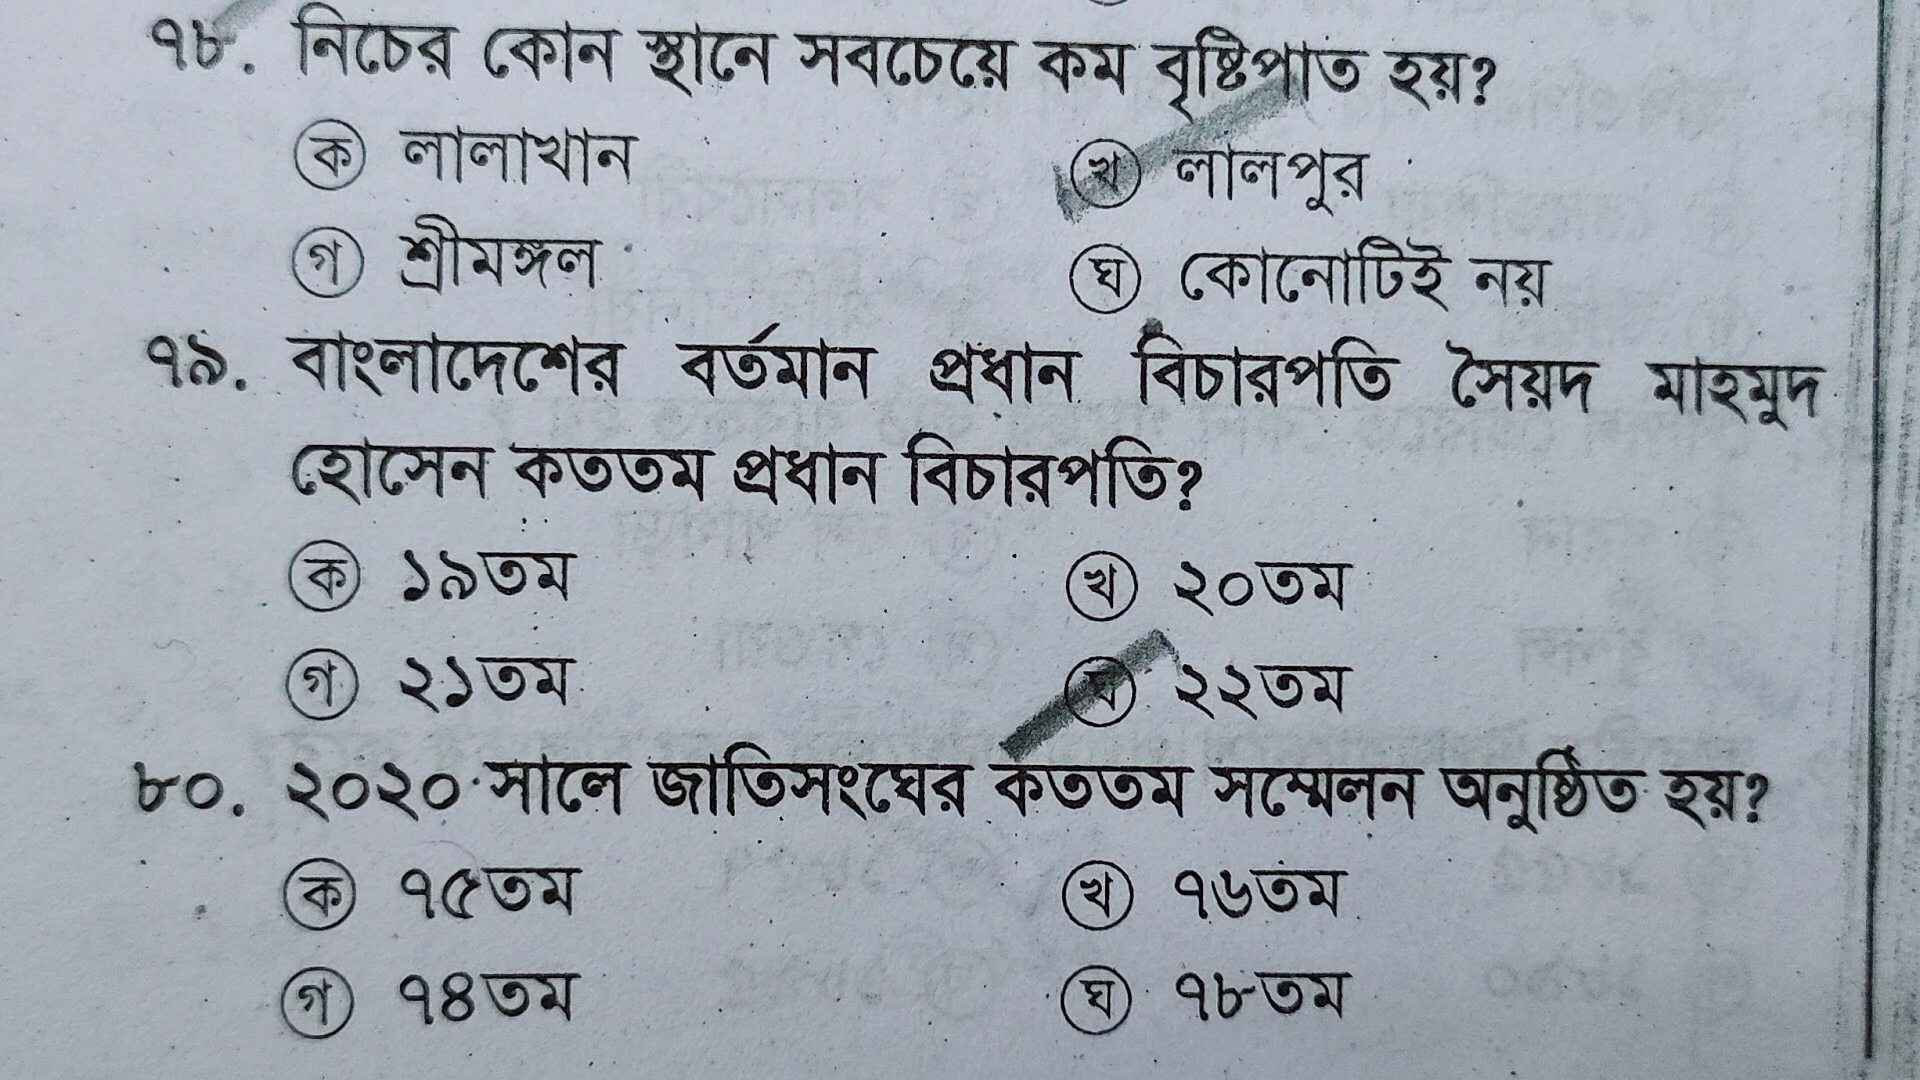 ৭৮. নিচের কোন স্থানে সবচেয়ে কম বৃষ্টিপাত হয়?
ক লালাখান খ লালপুর
গ শ্রীমঙ্গল ঘ কোনোটিই নয়
৭৯. বাংলাদেশের বর্তমান প্রধান বিচারপতি সৈয়দ মাহমুদ
হোসেন কততম প্রধান বিচারপতি?
ক ১৯তম খ ২০তম
গ ২১তম ঘ ২২তম
৮০. ২০২০ সালে জাতিসংঘের কততম সম্মেলন অনুষ্ঠিত হয়?
ক ৭৫তম খ ৭৬তম
গ ৭৪তম ঘ ৭৮তম